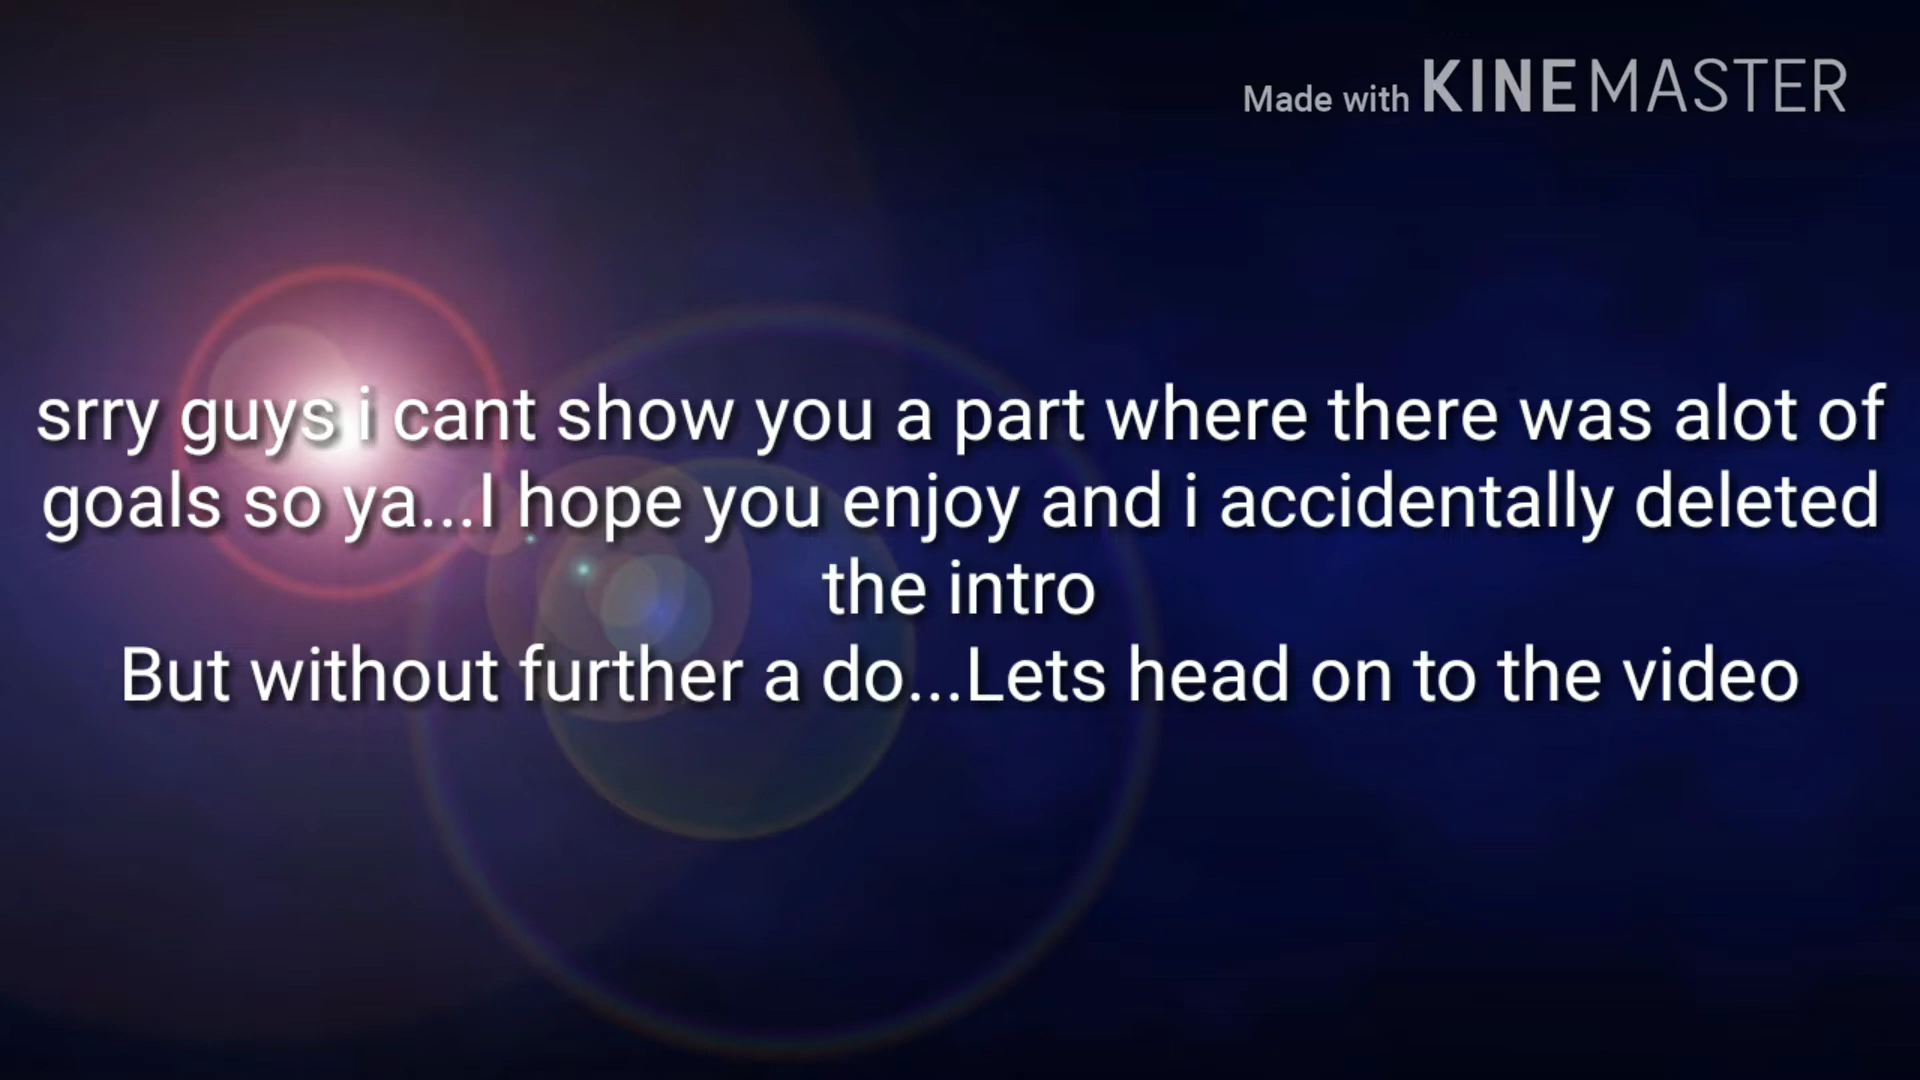 Made with KINEMASTER
srry guys i cant show you a part where there was alot of
goals so ya...I hope you enjoy and i accidentally deleted
the intro
But without further a do...Lets head on to the video